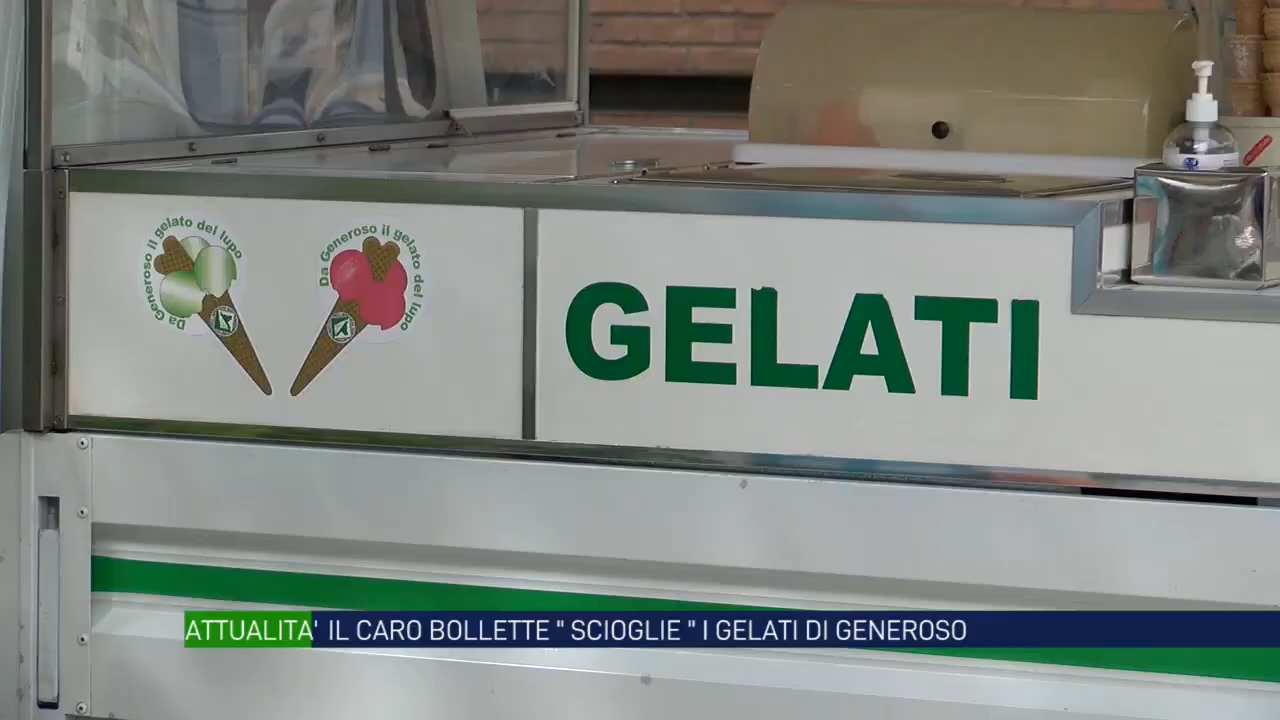 Da Generoso il gelato del lupo
Da Generoso il gelato del lupo
GELATI
ATTUALITA' IL CARO BOLLETTE " SCIOGLIE " I GELATI DI GENEROSO